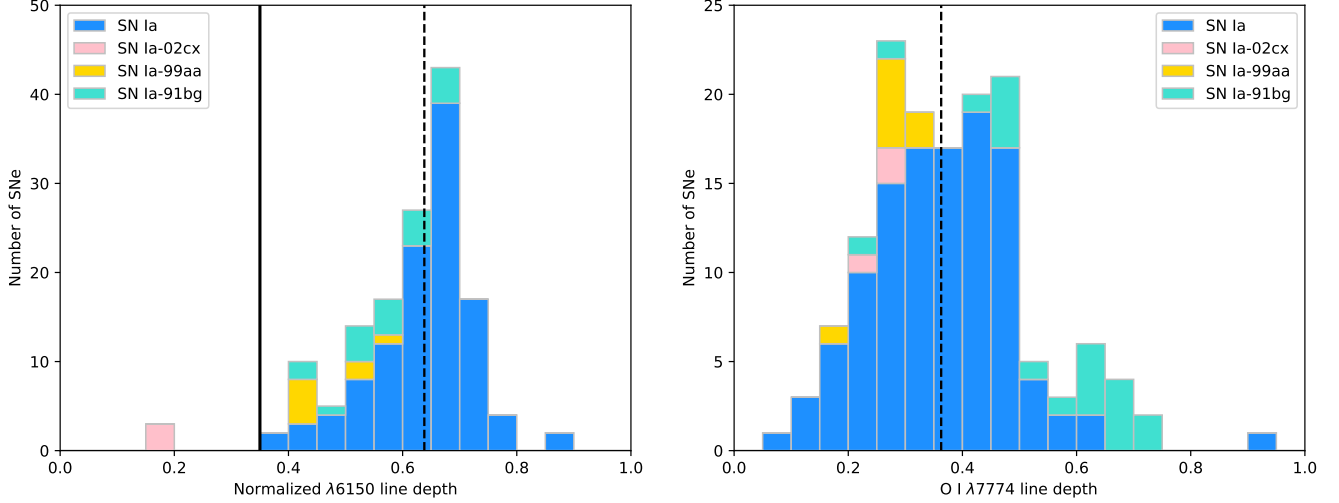 50
40
30
20
10
0
Number of SNe
SN Ia
SN Ia-02cx
SN Ia-99aa
SN Ia-91bg
0.0 0.2 0.4 0.6 0.8 1.0
Normalized λ6150 line depth
25
20
15
10
5
0
Number of SNe
SN Ia
SN Ia-02cx
SN Ia-99aa
SN Ia-91bg
0.0 0.2 0.4 0.6 0.8 1.0
O I λ7774 line depth